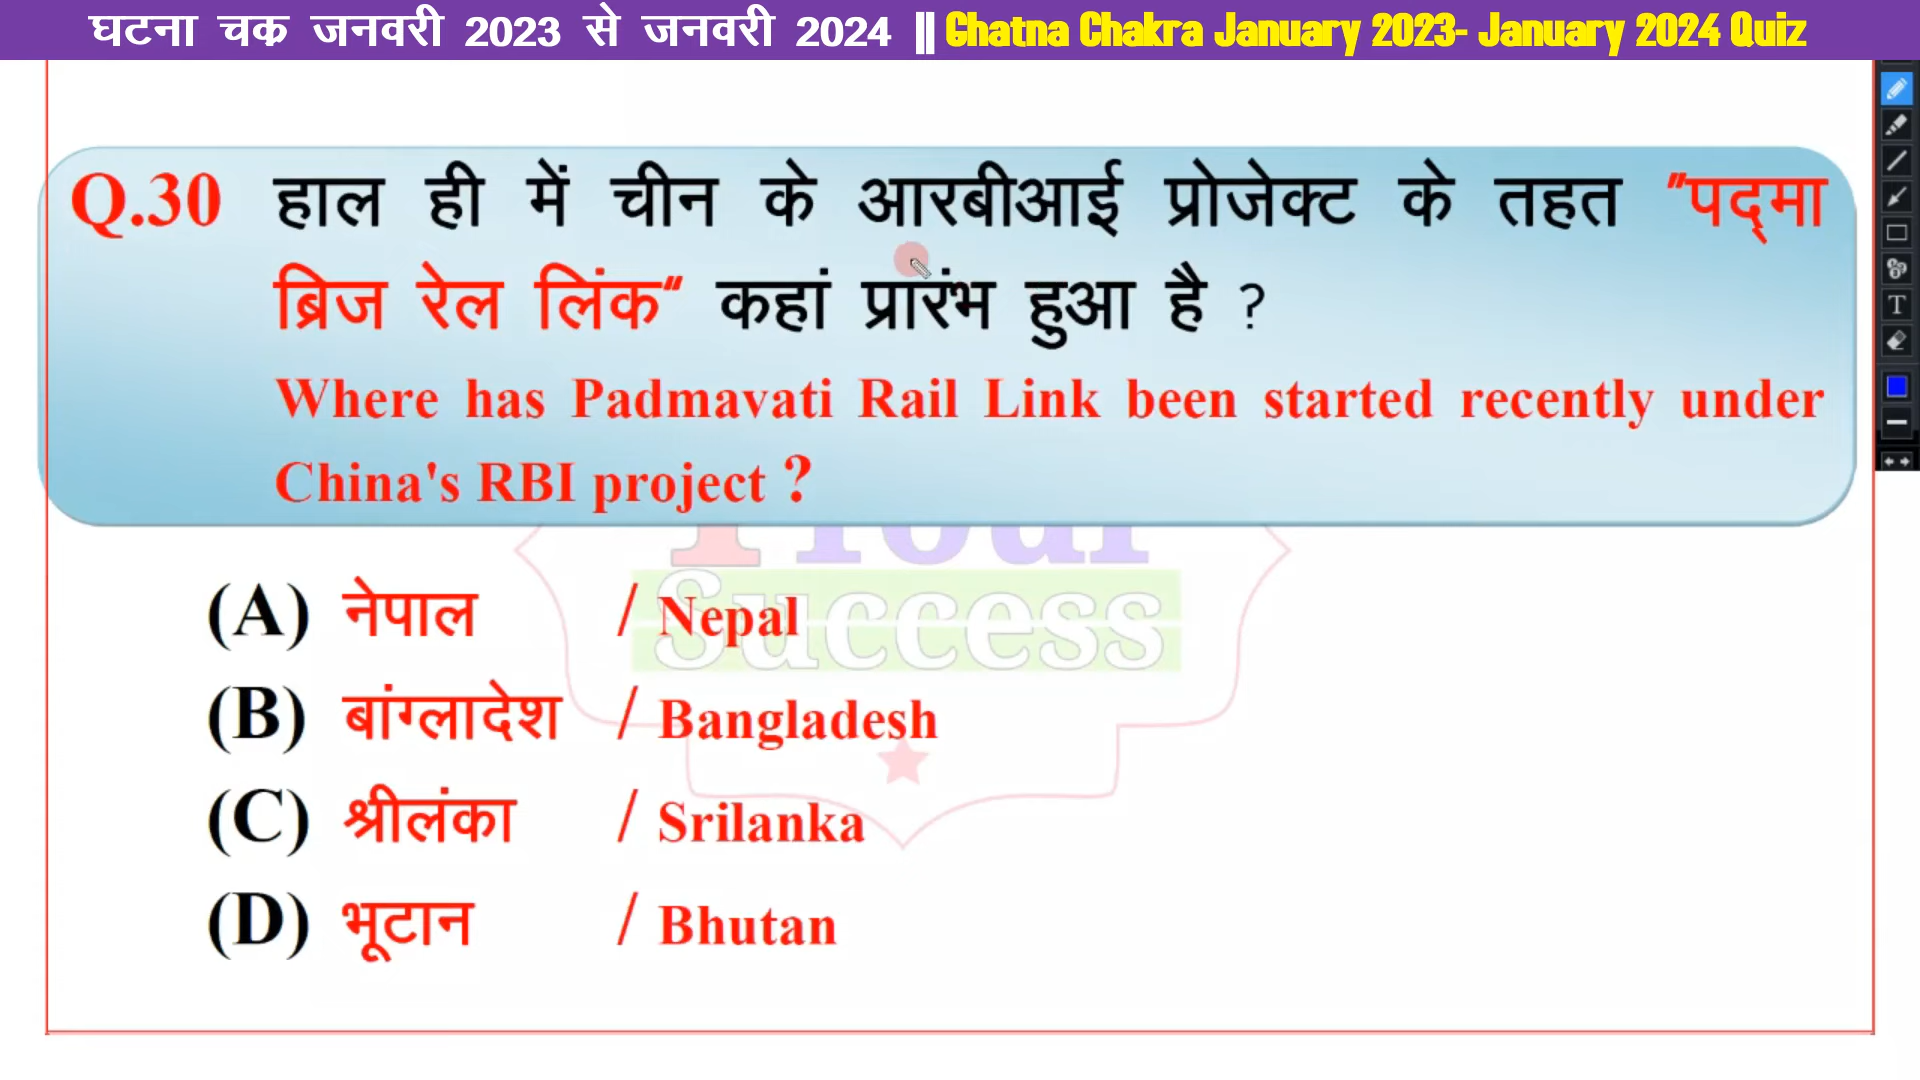 घटना चक्र जनवरी 2023 से जनवरी 2024 || Ghatna Chakra January 2023- January 2024 Quiz
Q.30 हाल ही में चीन के आरबीआई प्रोजेक्ट के तहत "पद्मा
ब्रिज रेल लिंक" कहां प्रारंभ हुआ है ?
Where has Padmavati Rail Link been started recently under
China's RBI project ?
Success
(A) नेपाल / Nepal
(B) बांग्लादेश / Bangladesh
(C) श्रीलंका / Srilanka
(D) भूटान / Bhutan